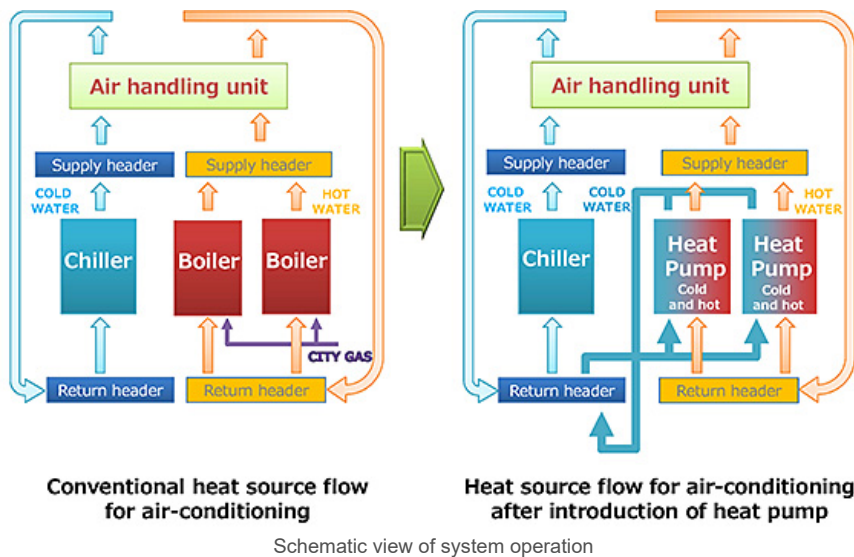 Air handling unit
Supply header
Supply header
COLD
WATER
HOT
WATER
Chiller
Boiler
Boiler
CITY GAS
Return header
Return header
Conventional heat source flow
for air-conditioning
Air handling unit
Supply header
Supply header
COLD
WATER
COLD
WATER
HOT
WATER
Chiller
Heat
Pump
Cold
and hot
Heat
Pump
Cold
and hot
Return header
Return header
Heat source flow for air-conditioning
after introduction of heat pump
Schematic view of system operation